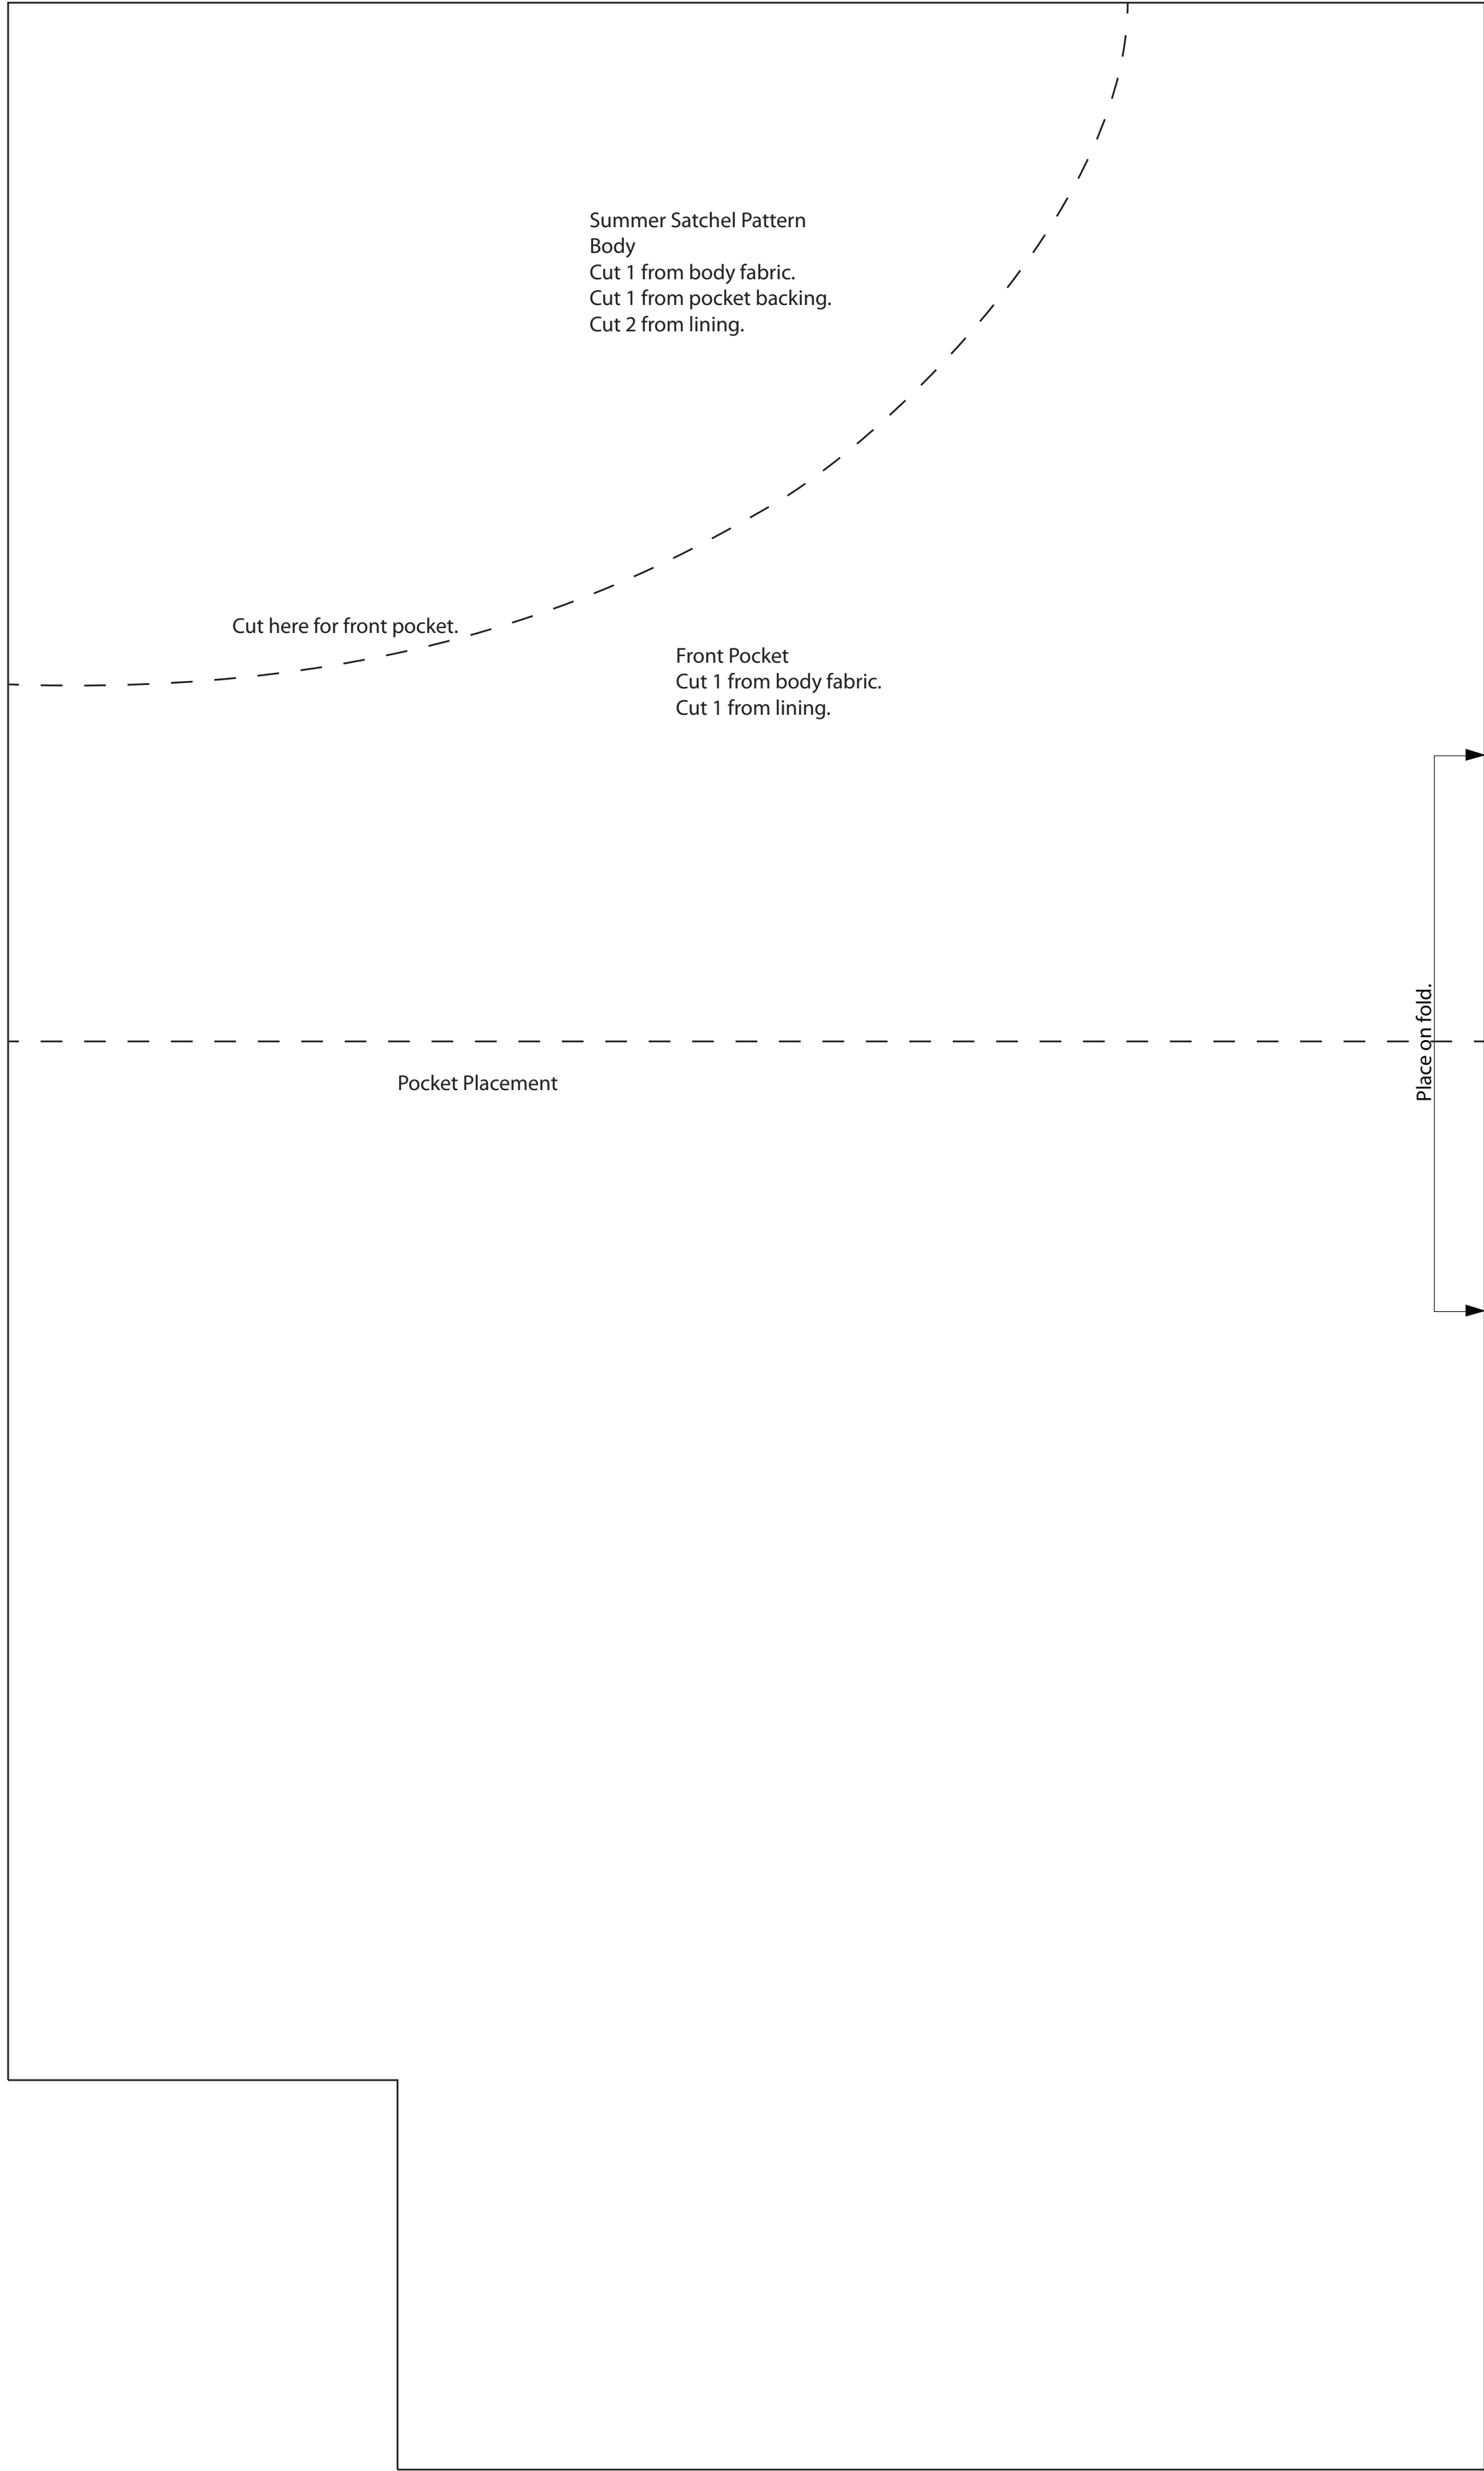 Summer Satchel Pattern
Body
Cut 1 from body fabric.
Cut 1 from pocket backing.
Cut 2 from lining.
Cut here for front pocket.
Front Pocket
Cut 1 from body fabric.
Cut 1 from lining.
Place on fold.
Pocket Placement